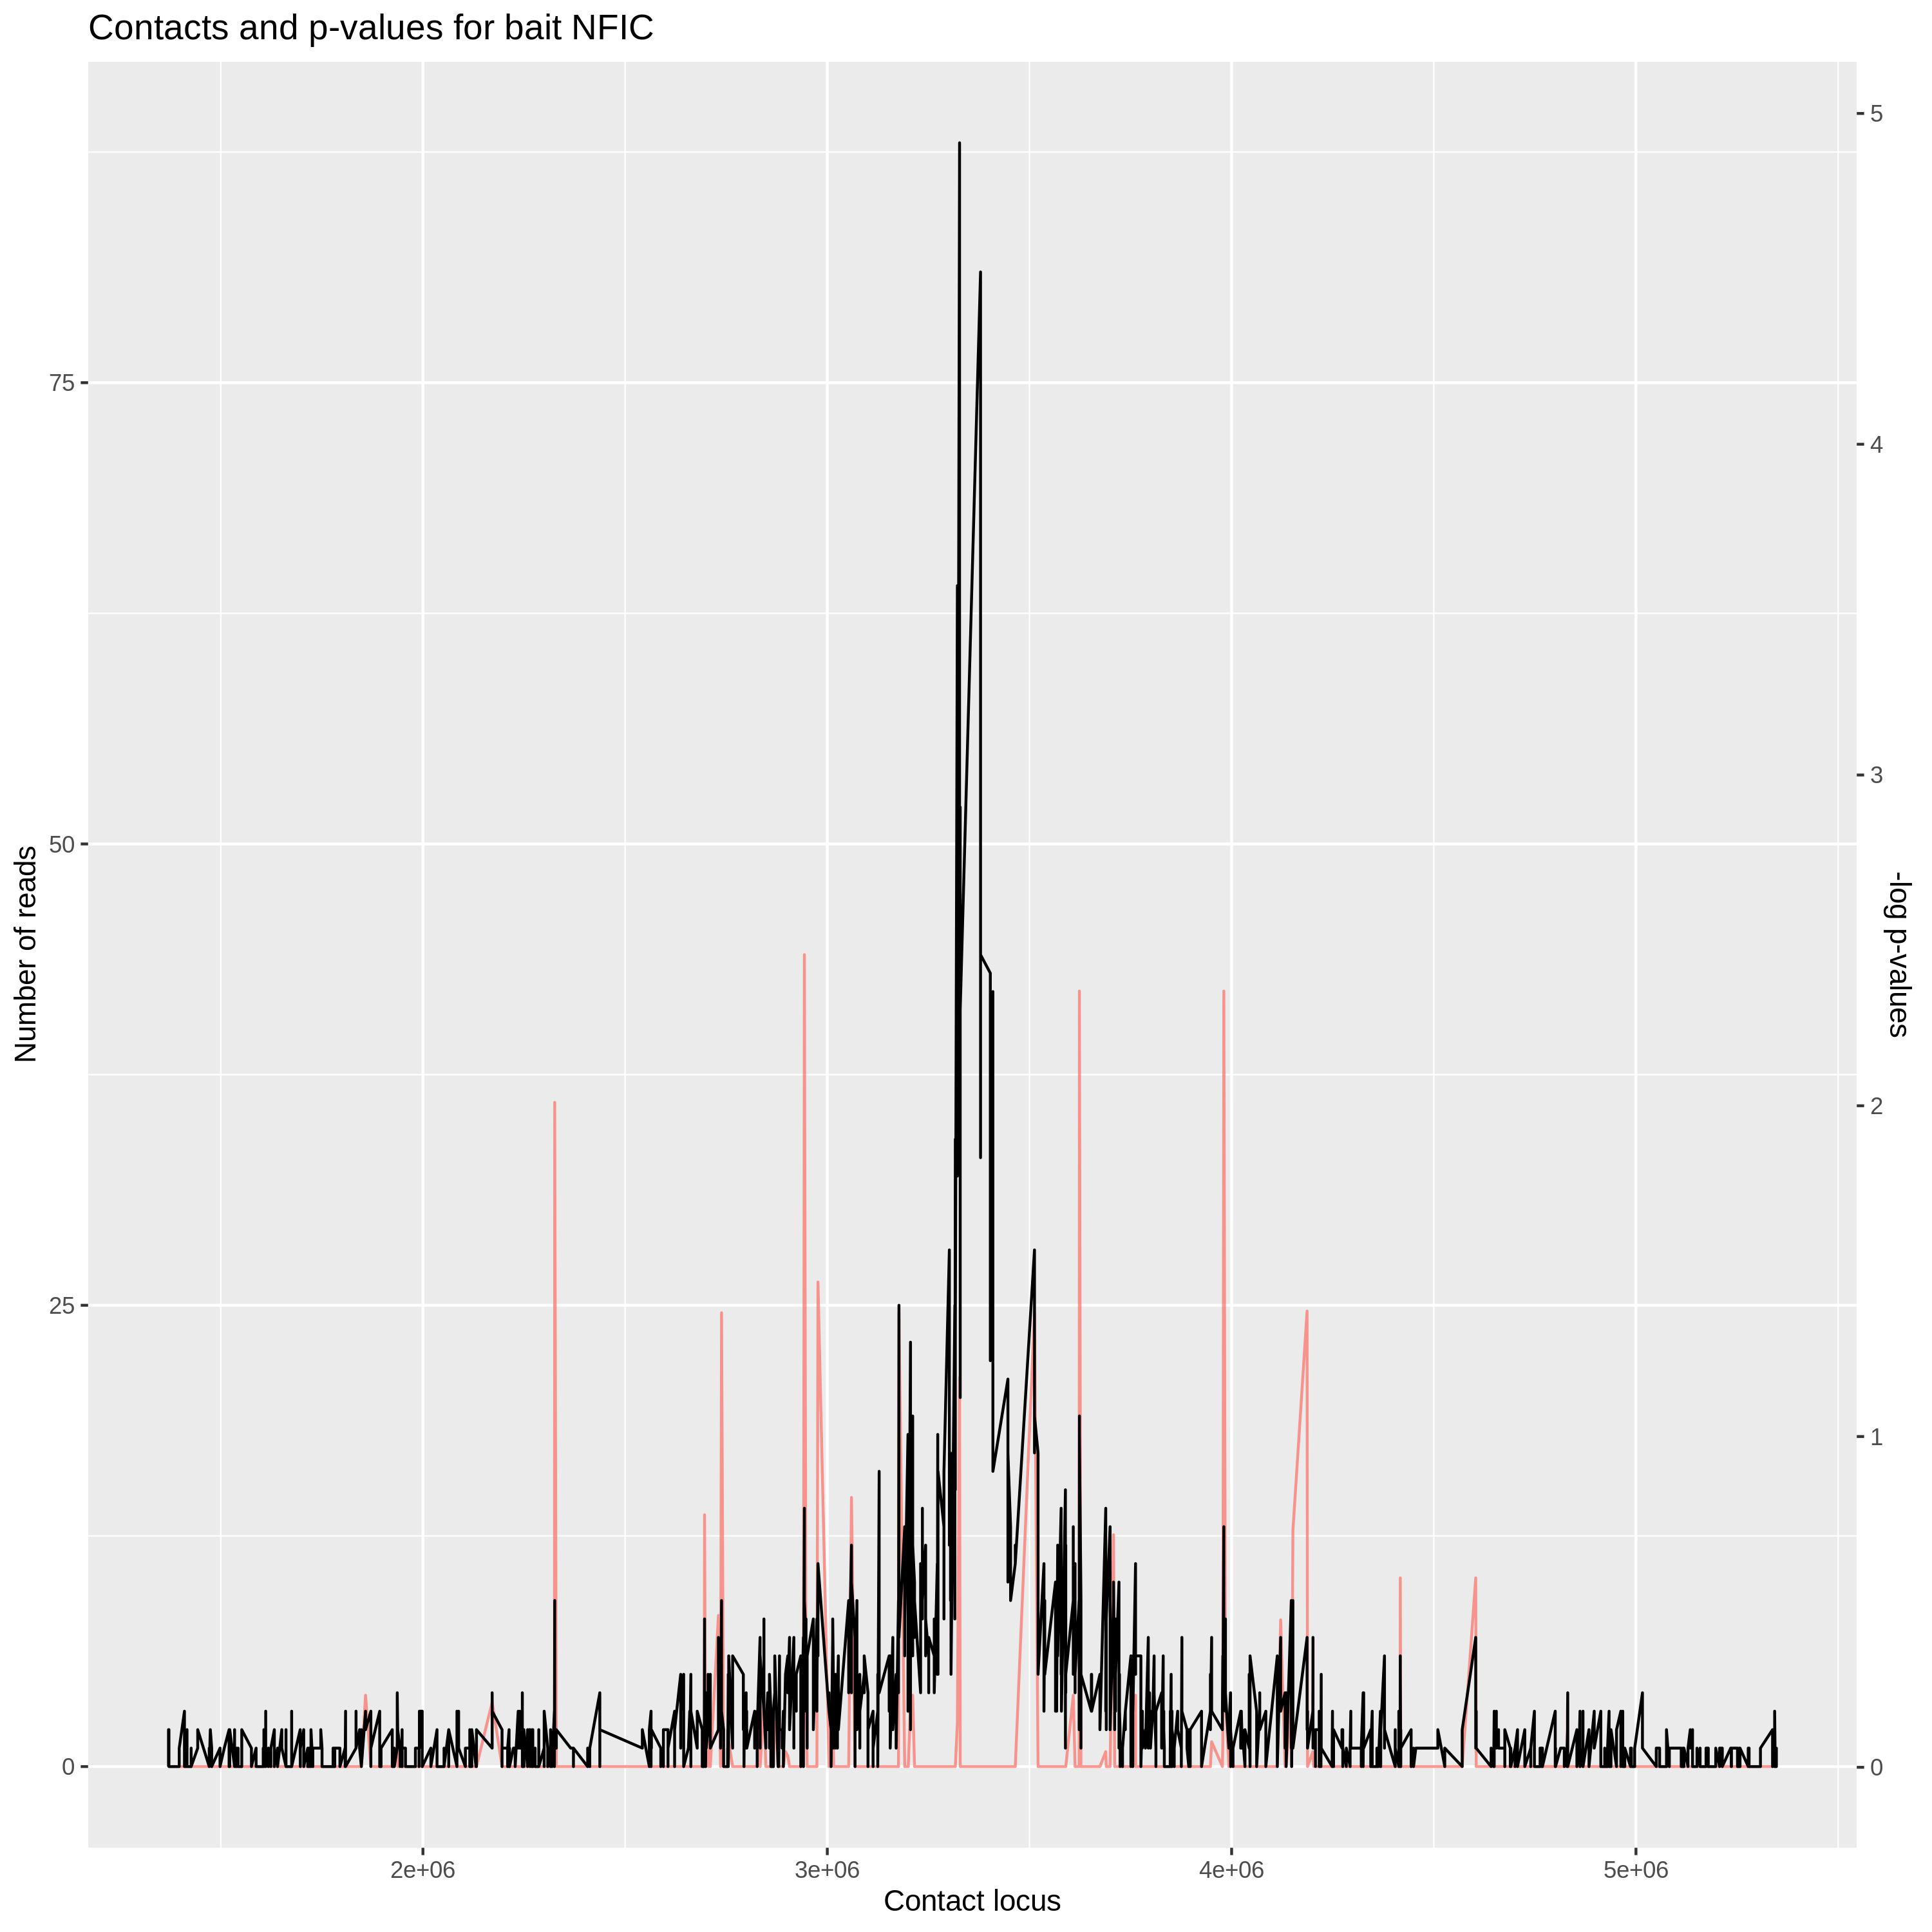 Contacts and p-values for bait NFIC
Number of reads
75
50
25
0
5
4
3
2
1
0
-log p-values
2e+06
3e+06
4e+06
5e+06
Contact locus